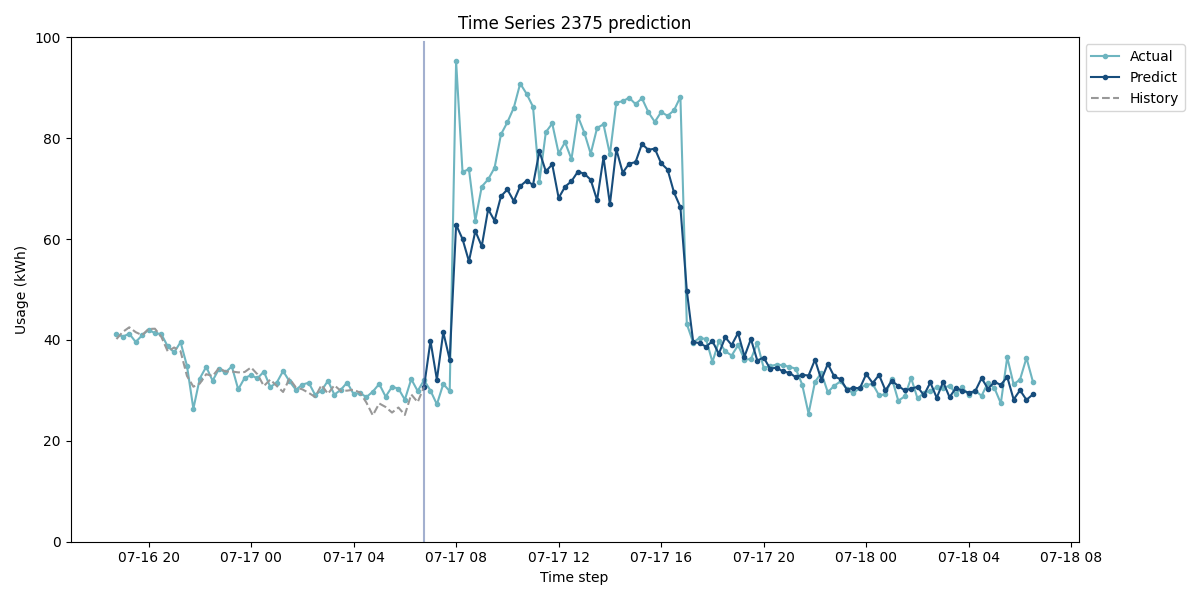 Time Series 2375 prediction
100
80
60
40
20
0
Usage (kWh)
07-16 20
07-17 00
07-17 04
07-17 08
07-17 12
07-17 16
07-17 20
07-18 00
07-18 04
07-18 08
Time step
Actual
Predict
History